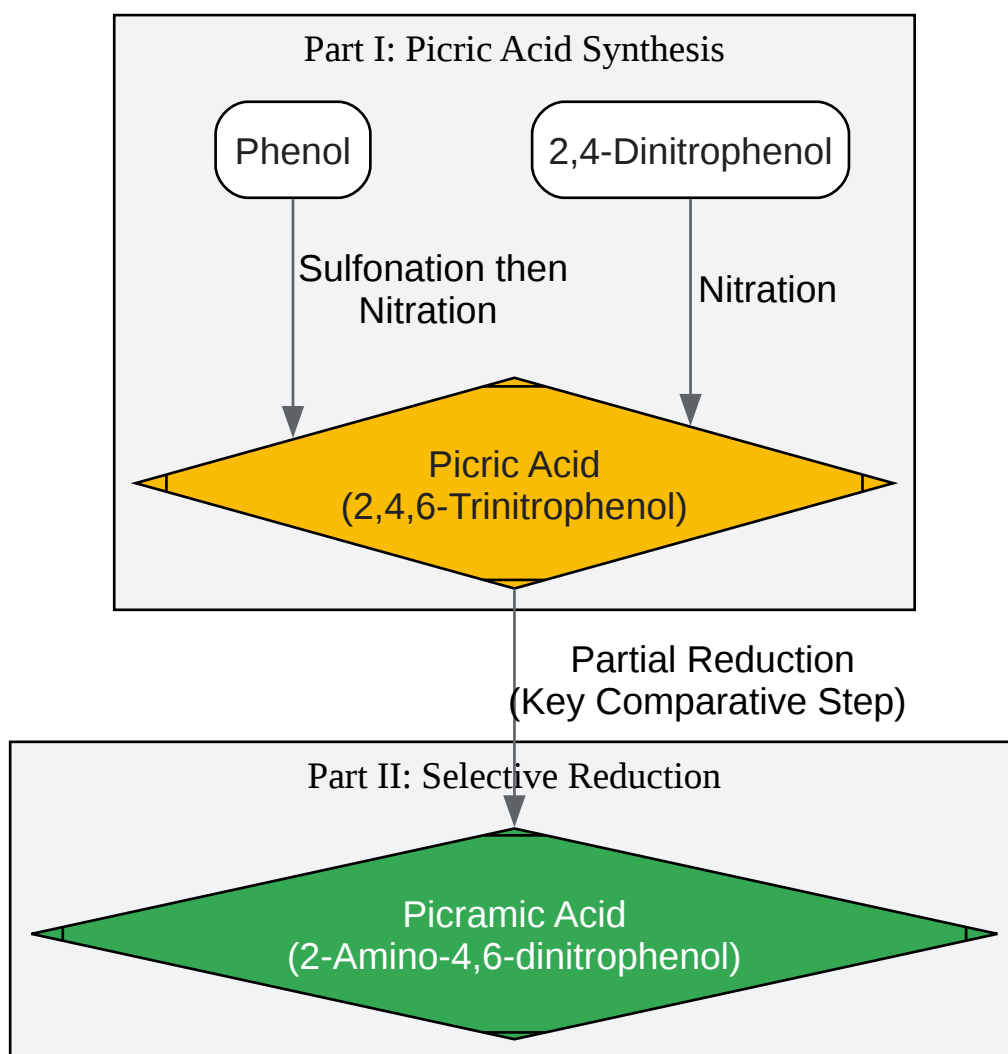 Part I: Picric Acid Synthesis
Phenol
2,4-Dinitrophenol
Sulfonation then
Nitration
Nitration
Picric Acid
(2,4,6-Trinitrophenol)
Partial Reduction
(Key Comparative Step)
Part II: Selective Reduction
Picramic Acid
(2-Amino-4,6-dinitrophenol)